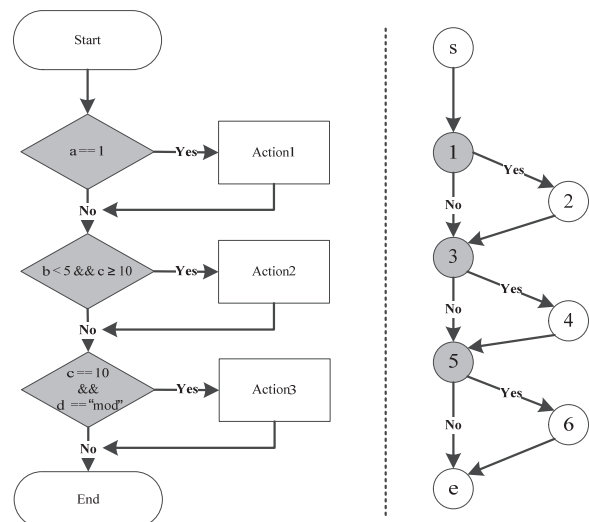 Start
a == 1
Yes
Action1
No
b < 5 && c ≥ 10
Yes
Action2
No
c == 10
&&
d == “mod”
Yes
Action3
No
End
s
1
Yes
2
No
3
Yes
4
No
5
Yes
6
No
e